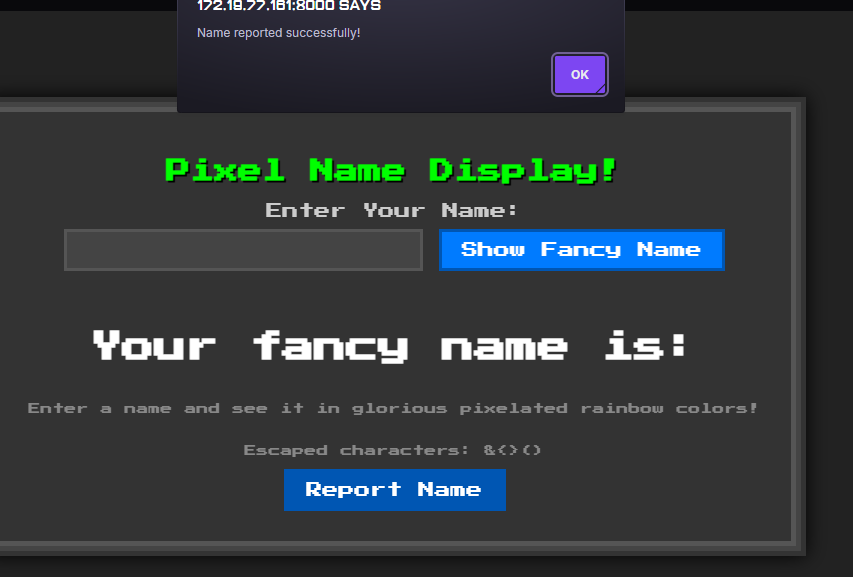 172.19.77.161:8000 SAYS
Name reported successfully!
OK
Pixel Name Display!
Enter Your Name:
Show Fancy Name
Your fancy name is:
Enter a name and see it in glorious pixelated rainbow colors!
Escaped characters: &<>()
Report Name